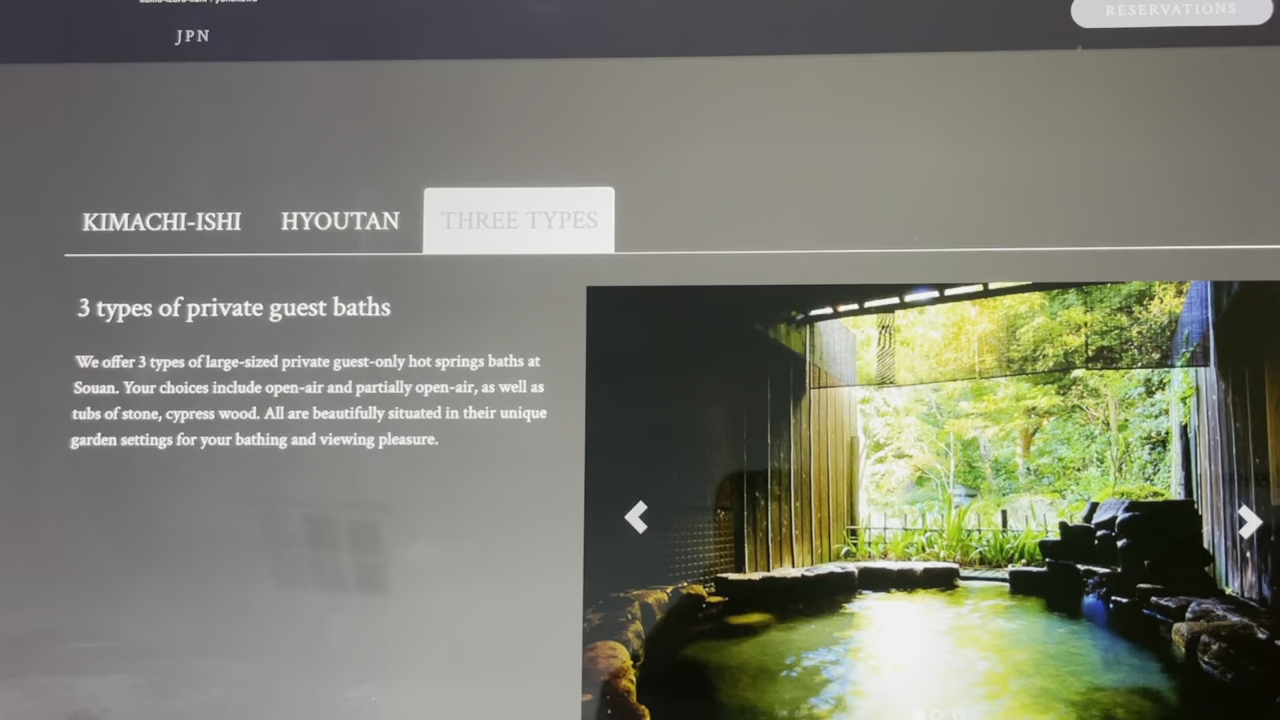 JPN
RESERVATIONS
KIMACHI-ISHI
HYOUTAN
THREE TYPES
3 types of private guest baths
We offer 3 types of large-sized private guest-only hot springs baths at
Souan. Your choices include open-air and partially open-air, as well as
tubs of stone, cypress wood. All are beautifully situated in their unique
garden settings for your bathing and viewing pleasure.